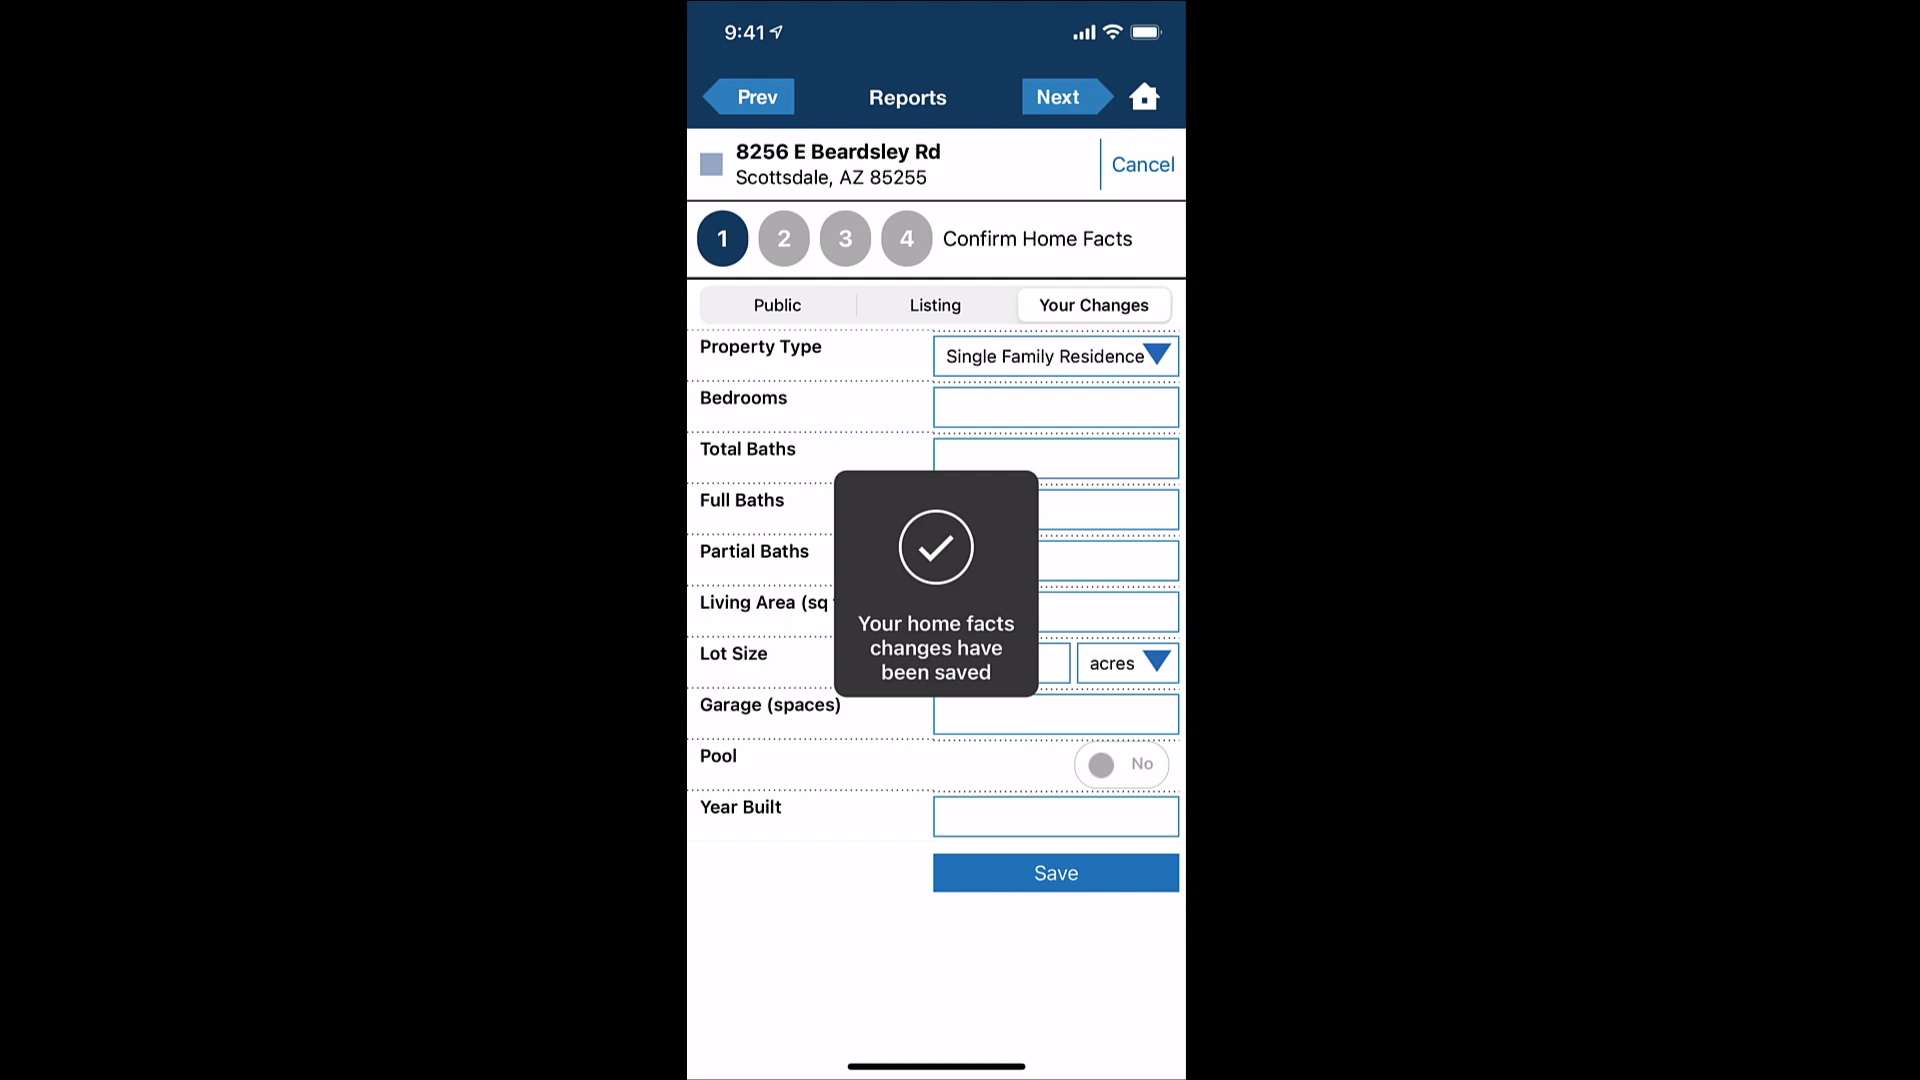 9:41
Prev
Reports
Next
8256 E Beardsley Rd
Scottsdale, AZ 85255
Cancel
1
2
3
4
Confirm Home Facts
Public
Listing
Your Changes
Property Type
Single Family Residence
Bedrooms
Total Baths
Full Baths
Partial Baths
Living Area (sq
Your home facts
changes have
been saved
Lot Size
acres
Garage (spaces)
Pool
No
Year Built
Save